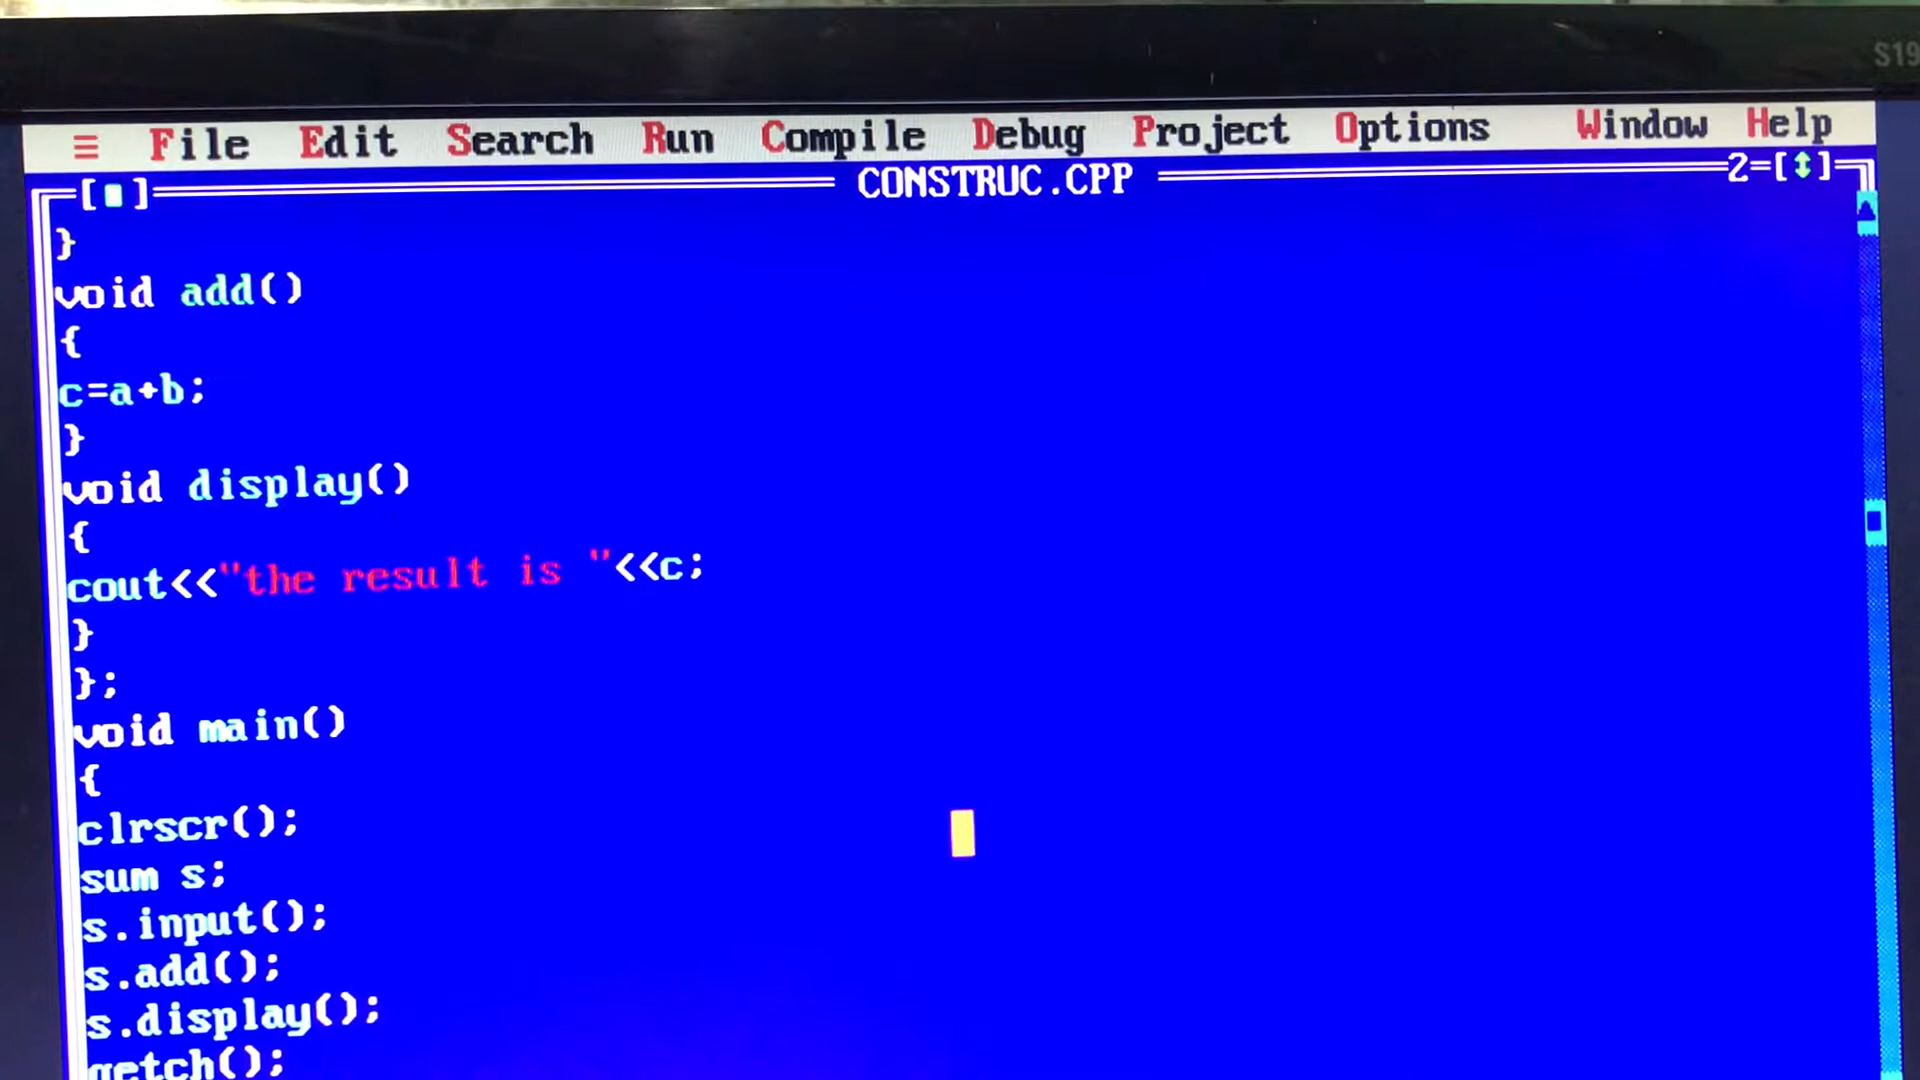 S19
≡ File Edit Search Run Compile Debug Project Options Window Help
[■] CONSTRUC.CPP 2=[↕]
}
void add()
{
c=a+b;
}
void display()
{
cout<<"the result is "<<c;
}
};
void main()
{
clrscr();
sum s;
s.input();
s.add();
s.display();
getch();